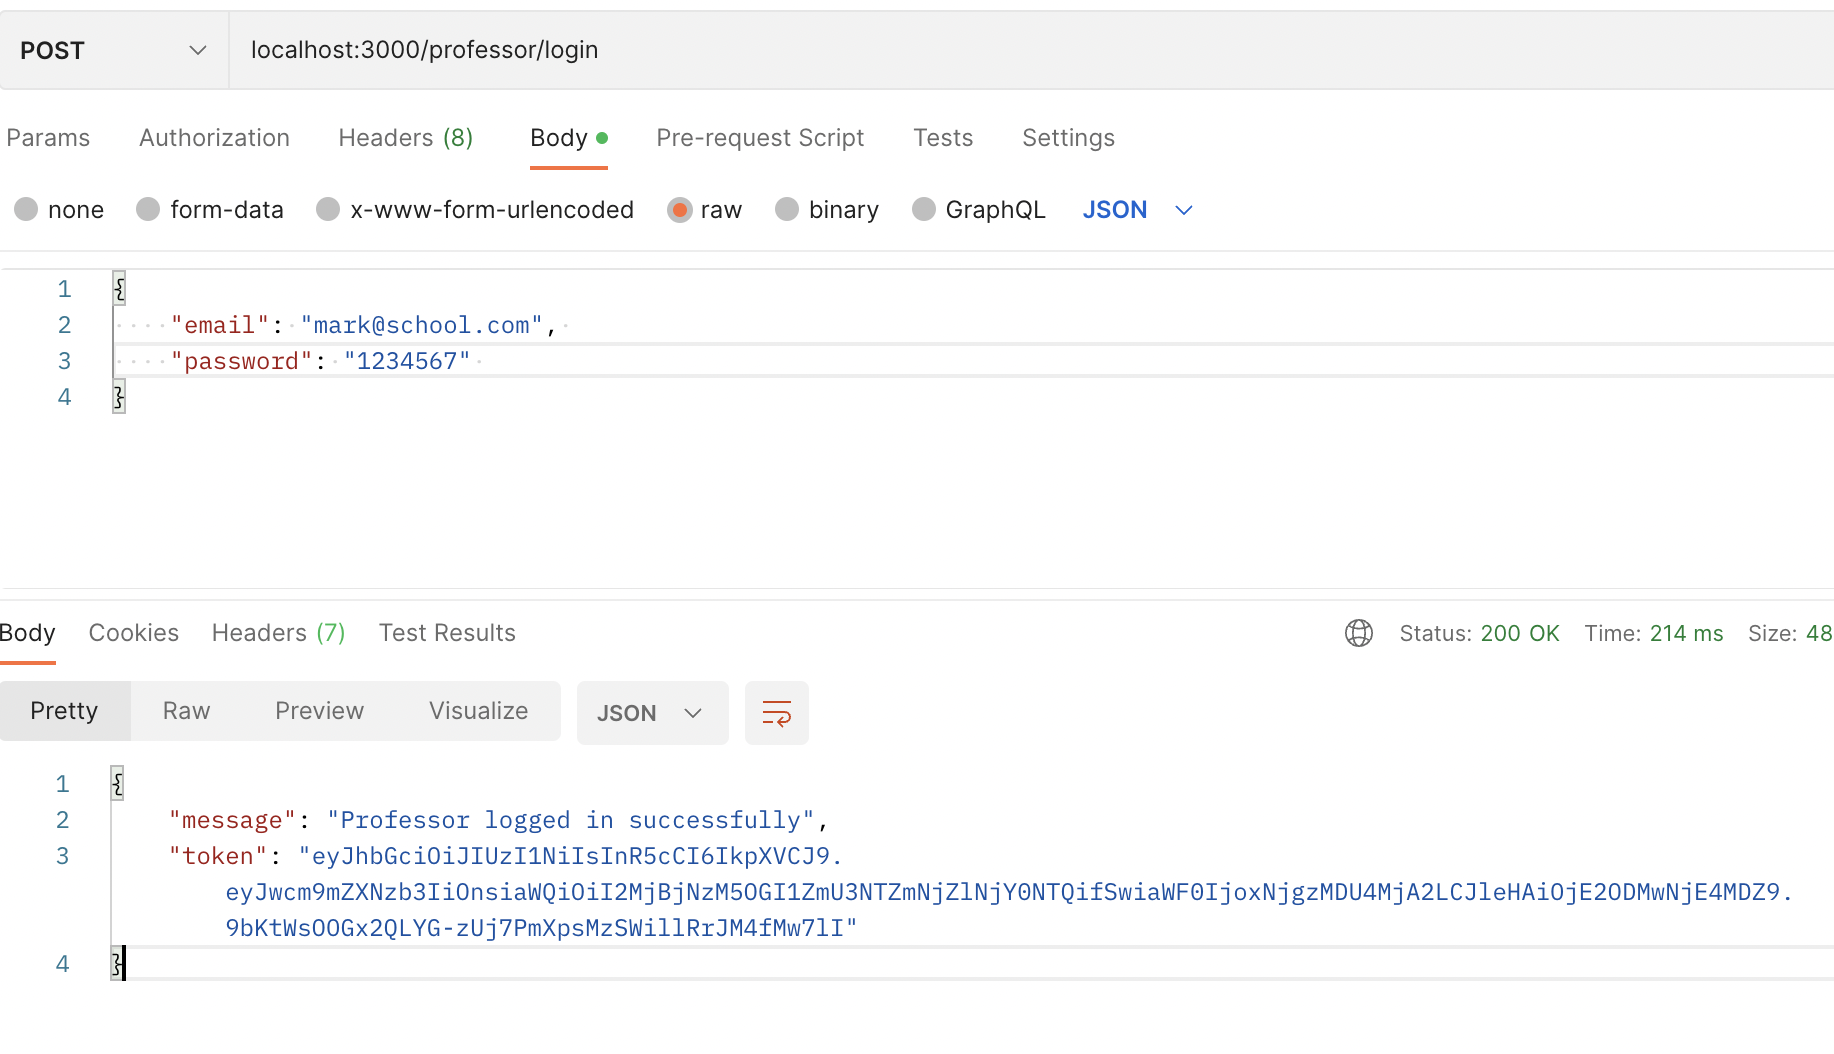 POST localhost:3000/professor/login
Params Authorization Headers (8) Body Pre-request Script Tests Settings
none form-data x-www-form-urlencoded raw binary GraphQL JSON
1 {
2 "email": "mark@school.com",
3 "password": "1234567"
4 }
Body Cookies Headers (7) Test Results Status: 200 OK Time: 214 ms Size: 48
Pretty Raw Preview Visualize JSON
1 {
2 "message": "Professor logged in successfully",
3 "token": "eyJhbGciOiJIUzI1NiIsInR5cCI6IkpXVCJ9.
eyJwcm9mZXNzb3IiOnsiaWQiOiI2MjBjNzM5OGI1ZmU3NTZmNjZlNjY0NTQifSwiaWF0IjoxNjgzMDU4MjA2LCJleHAiOjE2ODMwNjE4MDZ9.
9bKtWsOOGx2QLYG-zUj7PmXpsMzSWillRrJM4fMw7lI"
4 }